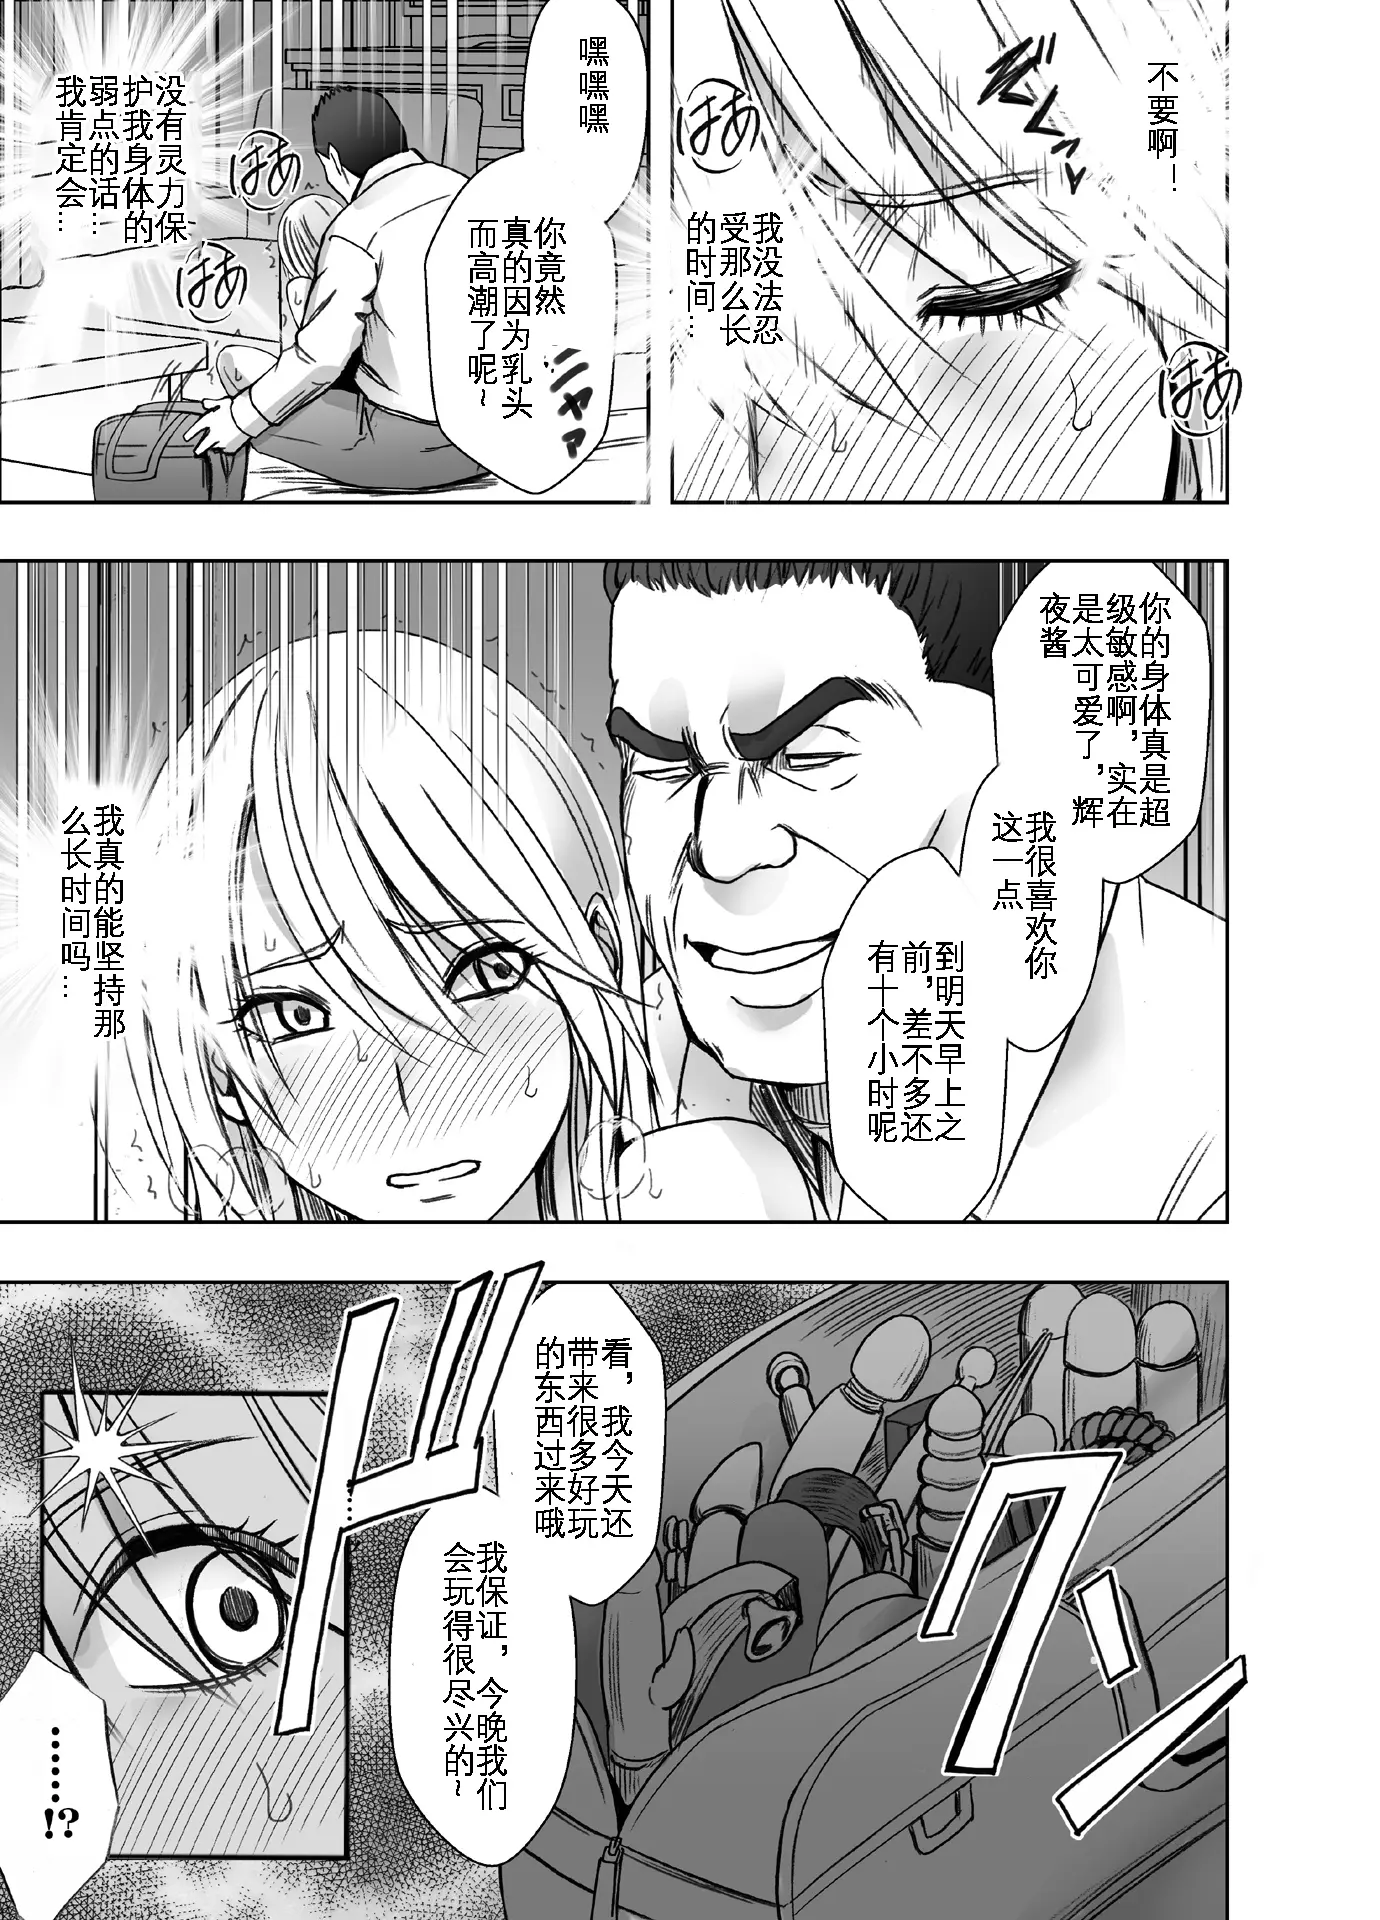 不要啊！
我没法忍
受那么长
的时间…
はあ
はあ
嘿嘿嘿
你竟然
真的因为乳头
而高潮了呢~
ニャァ
はあ
はあ
没有灵力保
护我身体的
弱点的话…
我肯定会…
你的身体真是超
级敏感啊，实在
是太可爱了，辉
夜酱
我很喜欢你
这一点
到明天早上之
前，差不多还
有十个小时呢
我真的能坚持那
么长时间吗…
看，我今天还
带来很多好玩
的东西过来哦
我保证，今晚我们
会玩得很尽兴的~
ドクン
ドクン
……!?